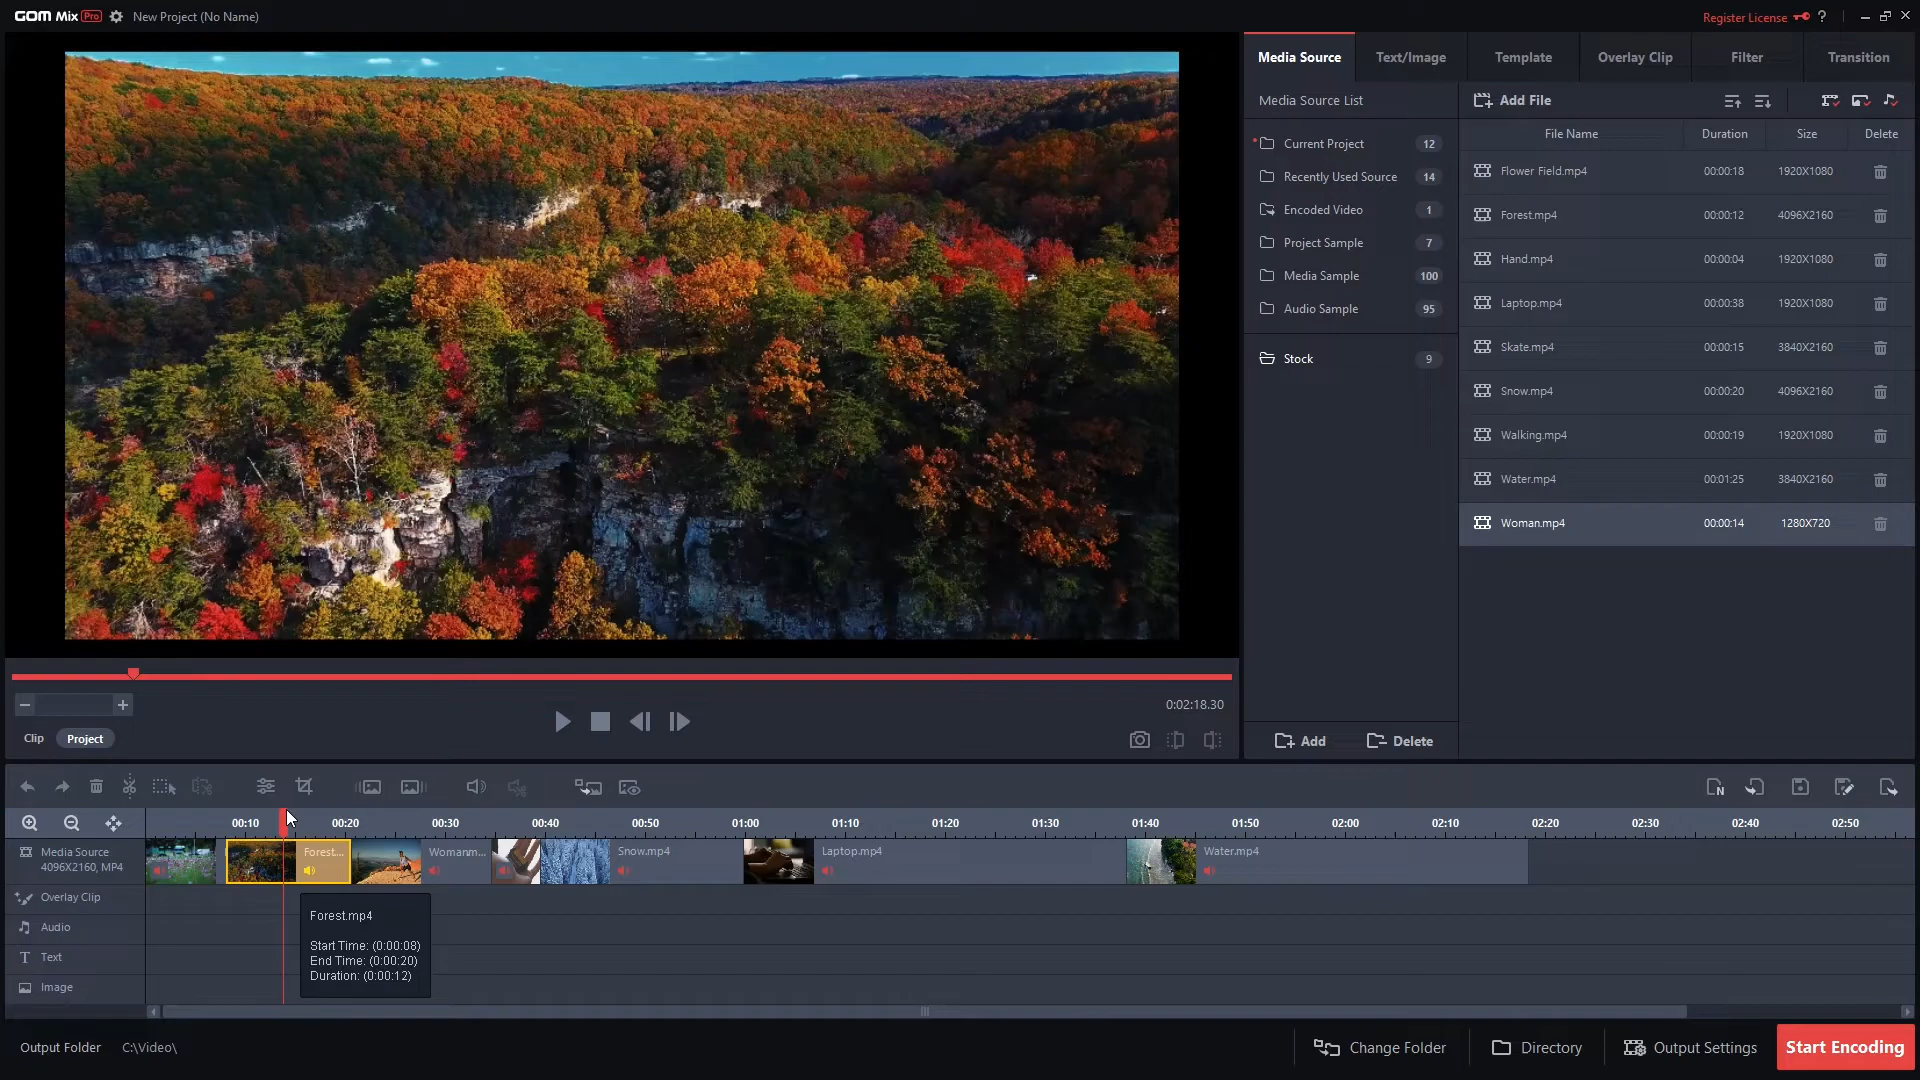 GOM Mix Pro New Project (No Name)
Register License ?
Media Source Text/Image Template Overlay Clip Filter Transition
Media Source List
Current Project 12
Recently Used Source 14
Encoded Video 1
Project Sample 7
Media Sample 100
Audio Sample 95
Stock 9
Add Delete
Add File
File Name Duration Size Delete
Flower Field.mp4 00:00:18 1920X1080
Forest.mp4 00:00:12 4096X2160
Hand.mp4 00:00:04 1920X1080
Laptop.mp4 00:00:38 1920X1080
Skate.mp4 00:00:15 3840X2160
Snow.mp4 00:00:20 4096X2160
Walking.mp4 00:00:19 1920X1080
Water.mp4 00:01:25 3840X2160
Woman.mp4 00:00:14 1280X720
0:02:18.30
Clip Project
00:10 00:20 00:30 00:40 00:50 01:00 01:10 01:20 01:30 01:40 01:50 02:00 02:10 02:20 02:30 02:40 02:50
Media Source
4096X2160, MP4
Forest... Womanm... Snow.mp4 Laptop.mp4 Water.mp4
Overlay Clip
Audio
Text
Image
Forest.mp4
Start Time: (0:00:08)
End Time: (0:00:20)
Duration: (0:00:12)
Output Folder C:\Video\
Change Folder Directory Output Settings Start Encoding